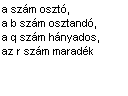 a szám osztó,
a b szám osztandó,
a q szám hányados,
az r szám maradék